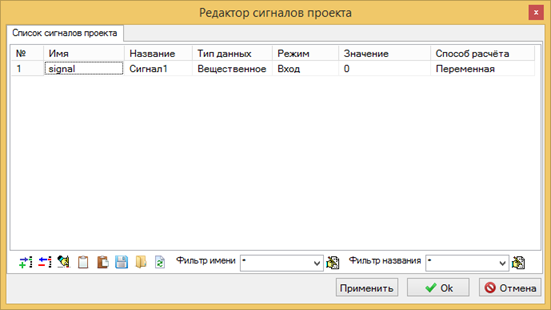 Редактор сигналов проекта
x
Список сигналов проекта
№ Имя Название Тип данных Режим Значение Способ расчёта
1 signal Сигнал1 Вещественное Вход 0 Переменная
Фильтр имени * Фильтр названия *
Применить Ok Отмена